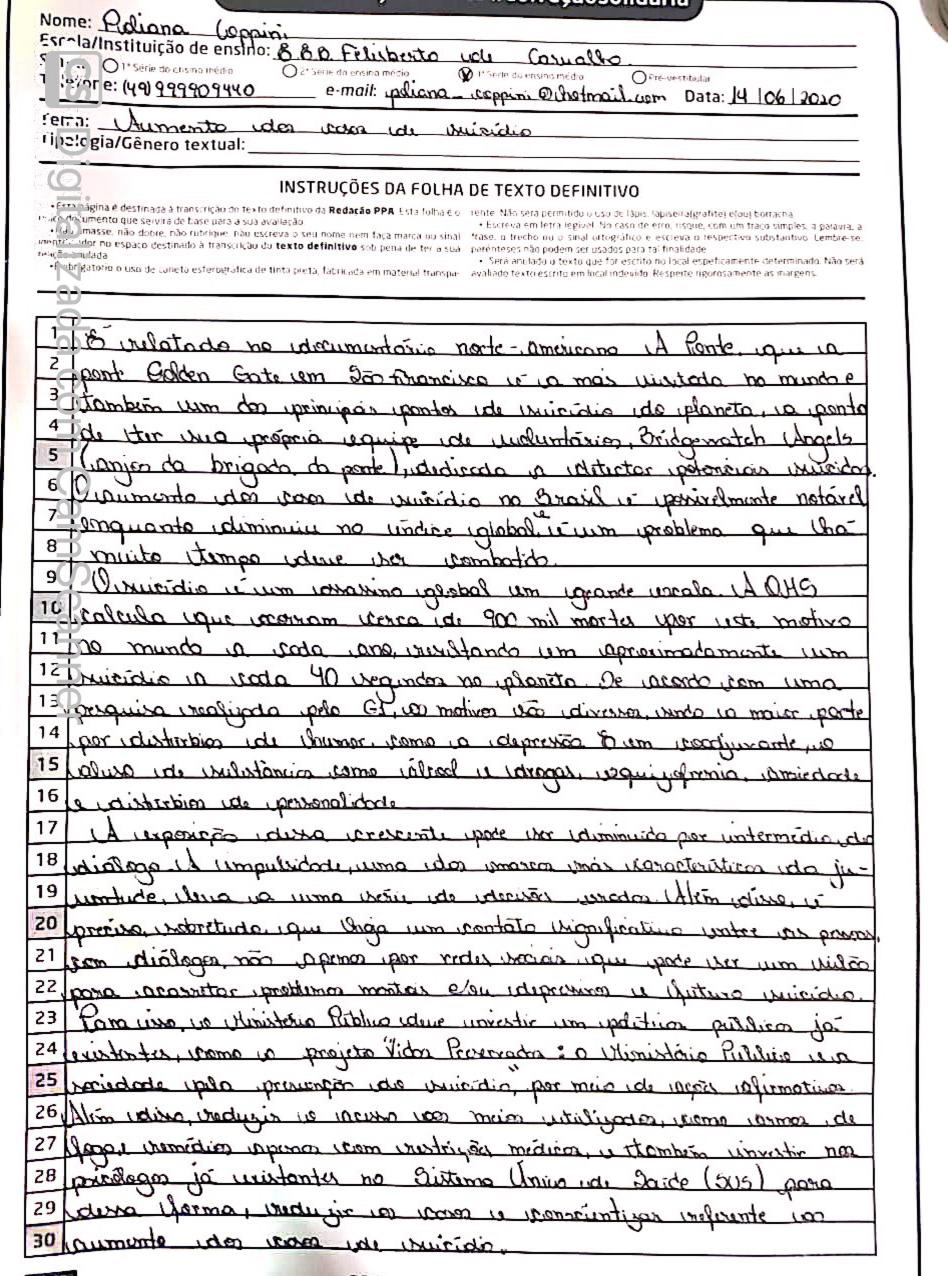 Nome: Poliana Coppini
Escola/Instituição de ensino: E.E.B. Felisberto de Carvalho
1ª Série do ensino médio 2ª Série do ensino médio Série do ensino médio Pré-vestibular
Telefone: (49) 999909440 e-mail: poliana_coppini@hotmail.com Data: 14/06/2020
Tema: Aumento dos casos de suicídio
Tipologia/Gênero textual:
INSTRUÇÕES DA FOLHA DE TEXTO DEFINITIVO
• Esta página é destinada à transcrição do texto definitivo da Redação PPA. Esta folha é o
documento que servirá de base para a sua avaliação
amasse, não dobre, não rubrique, não escreva o seu nome nem faça marca ou sinal
no espaço destinado à transcrição do texto definitivo sob pena de ter a sua
redação anulada
• Obrigatório o uso de caneta esferográfica de tinta preta, fabricada em material transpa-
rente. Não será permitido o uso de lápis, lapiseira(grafite) e(ou) borracha
• Escreva em letra legível. No caso de erro, risque, com um traço simples, a palavra, a
frase, o trecho ou o sinal ortográfico e escreva o respectivo substantivo. Lembre-se:
parênteses não podem ser usados para tal finalidade
• Será anulado o texto que for escrito no local especificamente determinado. Não será
avaliado texto escrito em local indevido. Respeite rigorosamente as margens.
Digitalizada com CamScanner
1 É relatado no documentário norte-americano A Ponte, que a
2 pont Golden Gate em São Francisco é a mas visitada no mundo e
3 também um dos principas pontos de suicídio do planeta, a ponto
4 de ter sua própria equipe de voluntários, Bridgewatch Angels
5 (anjos da brigada da ponte), dedicada a detectar potenciais suicidas.
6 O aumento dos casos de suicídio no Brasil é possivelmente notável
7 enquanto diminuiu no índice global, e é um problema que há
8 muito tempo deve ser combatido.
9 O suicídio é um assassino global em grande escala. A OMS
10 calcula que ocorram cerca de 900 mil mortes por este motivo
11 no mundo a cada ano, resultando em aproximadamente um
12 suicídio a cada 40 segundos no planeta. De acordo com uma
13 pesquisa realizada pelo G1, os motivos são diversos, sendo a maior parte
14 por distúrbios de humor, como a depressão. E em coadjuvante, o
15 abuso de substância como álcool e drogas, esquizofrenia, ansiedade
16 e distúrbios de personalidade.
17 A exposição dessa crescente pode ser diminuida por intermédio do
18 diálogo. A impulsidade, uma das marcas mas característicos da ju-
19 ventude, leva a uma série de decisões erradas. Além disso, é
20 preciso, sobretudo, que haja um contato significativo entre as pessoas,
21 com diálogos, não apenas por redes sociais, que pode ser um vilão
22 para acarretar problemas mentais e/ou depressivos e futuro suicídio.
23 Para isso, o Ministério Público deve investir em políticas públicas já
24 existentes, como o projeto "Vidas Preservadas: o Ministério Público e a
25 sociedade pela prevenção do suicídio", por meio de ações afirmativas.
26 Além disso, reduzir o acesso aos meios utilizados, como armas de
27 fogo, e remédios apenas com restrições médicas, e também investir nos
28 psicólogos já existentes no Sistema Único de Saúde (SUS) para
29 dessa forma, reduzir os casos e conscientizar referente ao
30 aumento dos casos de suicídio.